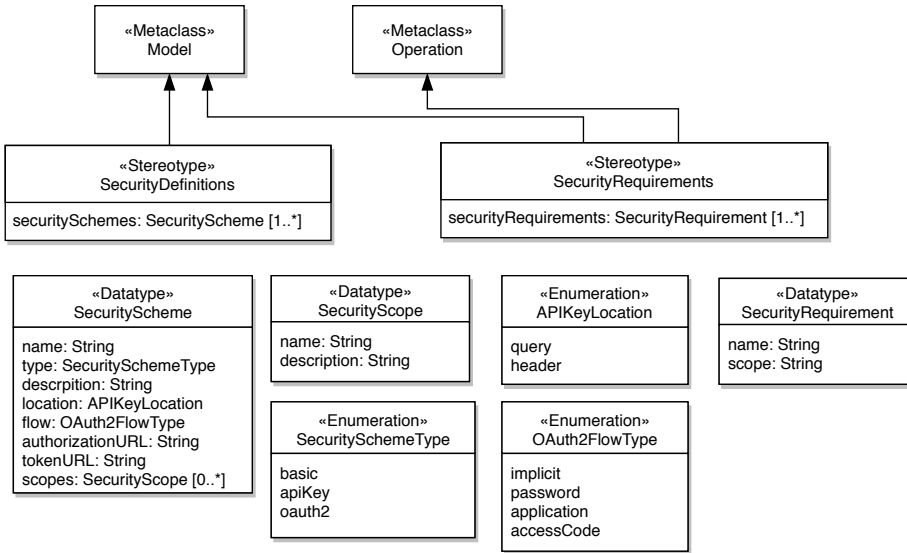 «Metaclass»
Model
«Metaclass»
Operation
«Stereotype»
SecurityDefinitions
securitySchemes: SecurityScheme [1..*]
«Stereotype»
SecurityRequirements
securityRequirements: SecurityRequirement [1..*]
«Datatype»
SecurityScheme
name: String
type: SecuritySchemeType
descrpition: String
location: APIKeyLocation
flow: OAuth2FlowType
authorizationURL: String
tokenURL: String
scopes: SecurityScope [0..*]
«Datatype»
SecurityScope
name: String
description: String
«Enumeration»
APIKeyLocation
query
header
«Datatype»
SecurityRequirement
name: String
scope: String
«Enumeration»
SecuritySchemeType
basic
apiKey
oauth2
«Enumeration»
OAuth2FlowType
implicit
password
application
accessCode